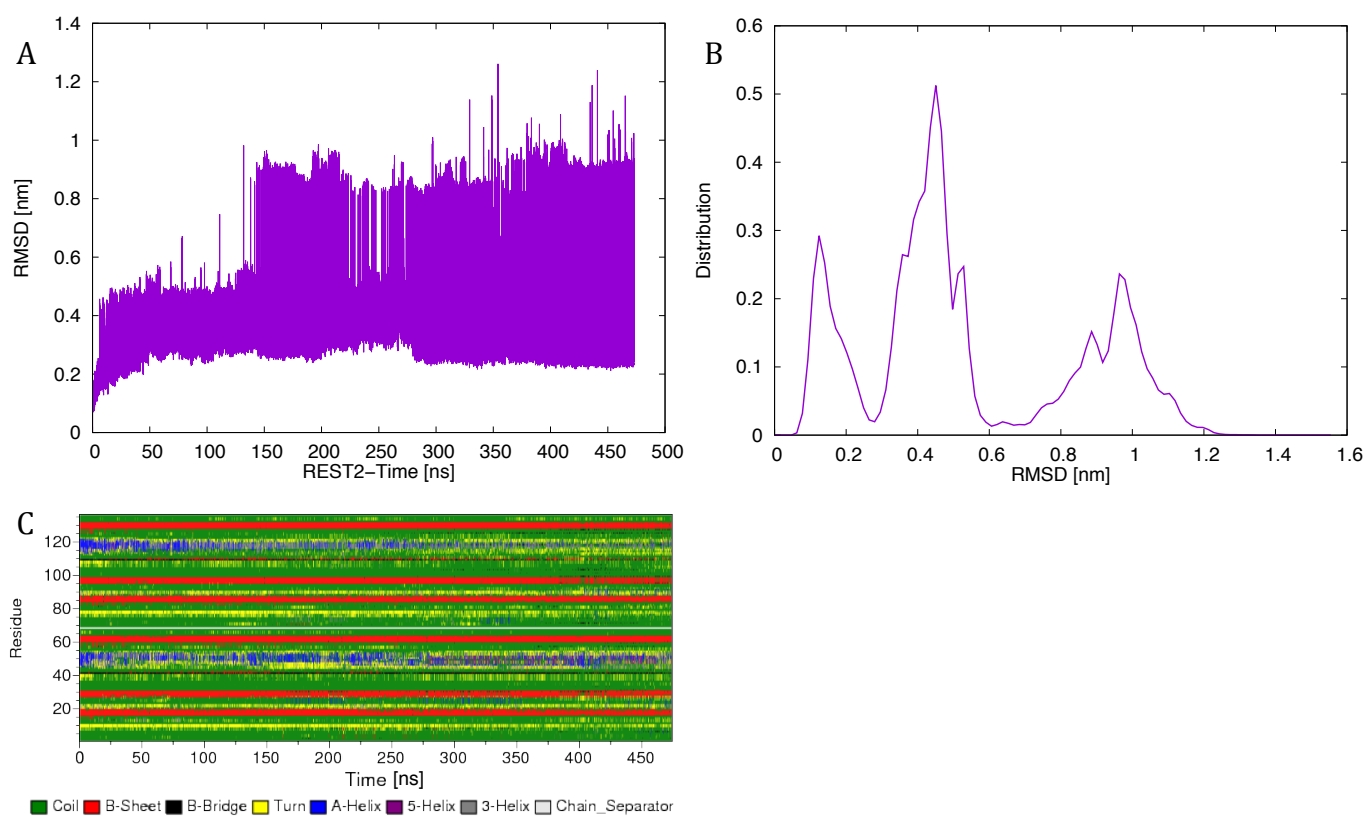 A
RMSD [nm]
1.4
1.2
1
0.8
0.6
0.4
0.2
0
0 50 100 150 200 250 300 350 400 450 500
REST2-Time [ns]
B
Distribution
0.6
0.5
0.4
0.3
0.2
0.1
0
0 0.2 0.4 0.6 0.8 1 1.2 1.4 1.6
RMSD [nm]
C
Residue
120
100
80
60
40
20
0 50 100 150 200 250 300 350 400 450
Time [ns]
Coil B-Sheet B-Bridge Turn A-Helix 5-Helix 3-Helix Chain_Separator